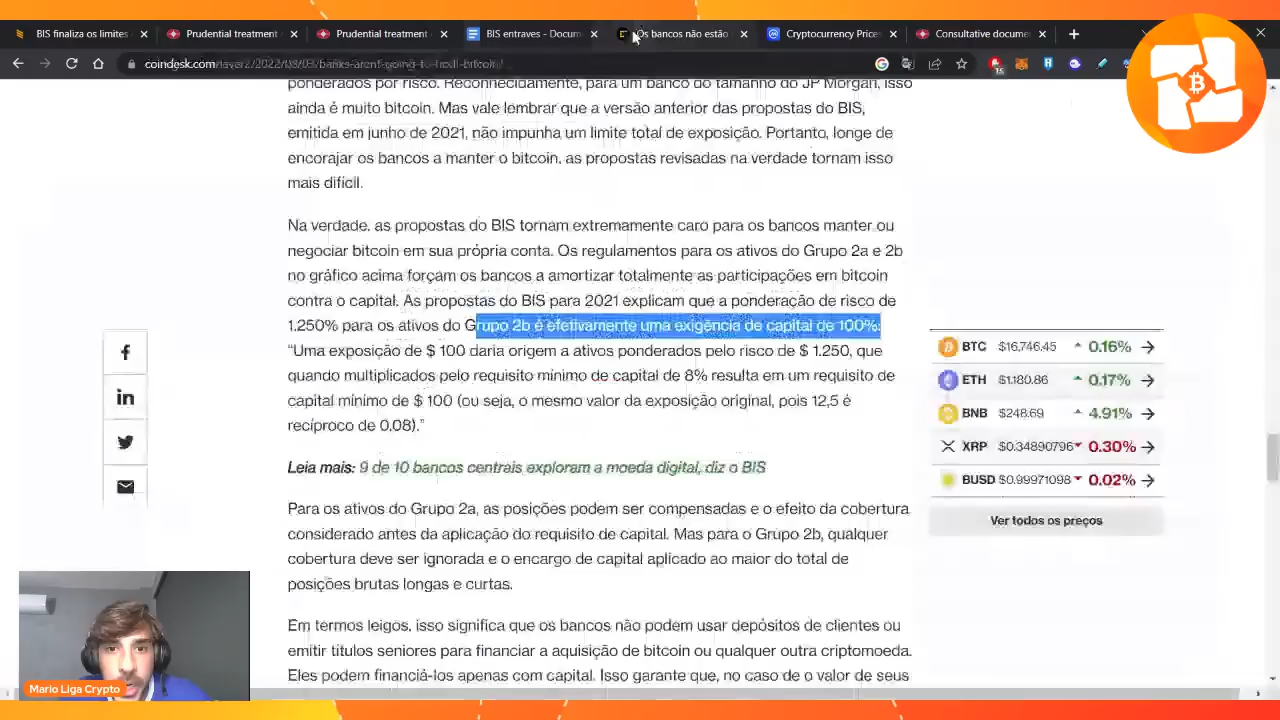 BIS finaliza os limites
Prudential treatment
Prudential treatment
BIS entraves - Docum
Os bancos não estão
Cryptocurrency Prices
Consultative docume
coindesk.com/layer2/2022/08/03/banks-arent-going-to-hodl-bitcoin/
15
ponderados por risco. Reconhecidamente, para um banco do tamanho do JP Morgan, isso
ainda é muito bitcoin. Mas vale lembrar que a versão anterior das propostas do BIS,
emitida em junho de 2021, não impunha um limite total de exposição. Portanto, longe de
encorajar os bancos a manter o bitcoin, as propostas revisadas na verdade tornam isso
mais difícil.
Na verdade, as propostas do BIS tornam extremamente caro para os bancos manter ou
negociar bitcoin em sua própria conta. Os regulamentos para os ativos do Grupo 2a e 2b
no gráfico acima forçam os bancos a amortizar totalmente as participações em bitcoin
contra o capital. As propostas do BIS para 2021 explicam que a ponderação de risco de
1.250% para os ativos do Grupo 2b é efetivamente uma exigência de capital de 100%:
“Uma exposição de $ 100 daria origem a ativos ponderados pelo risco de $ 1.250, que
quando multiplicados pelo requisito mínimo de capital de 8% resulta em um requisito de
capital mínimo de $ 100 (ou seja, o mesmo valor da exposição original, pois 12,5 é
recíproco de 0,08).”
Leia mais: 9 de 10 bancos centrais exploram a moeda digital, diz o BIS
Para os ativos do Grupo 2a, as posições podem ser compensadas e o efeito da cobertura
considerado antes da aplicação do requisito de capital. Mas para o Grupo 2b, qualquer
cobertura deve ser ignorada e o encargo de capital aplicado ao maior do total de
posições brutas longas e curtas.
Em termos leigos, isso significa que os bancos não podem usar depósitos de clientes ou
emitir títulos seniores para financiar a aquisição de bitcoin ou qualquer outra criptomoeda.
Eles podem financiá-los apenas com capital. Isso garante que, no caso de o valor de seus
BTC $16,746.45 0.16%
ETH $1,180.86 0.17%
BNB $248.69 4.91%
XRP $0.34890796 0.30%
BUSD $0.99971098 0.02%
Ver todos os preços
Mario Liga Crypto